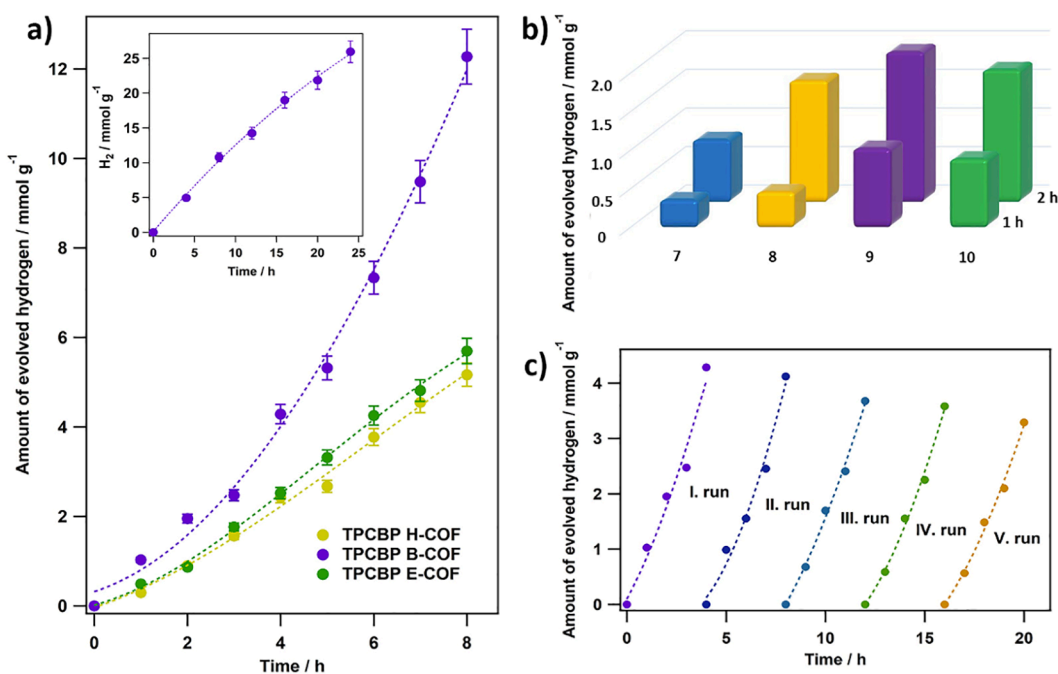 a)
Amount of evolved hydrogen / mmol g⁻¹
12
10
8
6
4
2
0
0 2 4 6 8
Time / h
H₂ / mmol g⁻¹
25
20
15
10
5
0
0 5 10 15 20 25
Time / h
TPCBP H-COF
TPCBP B-COF
TPCBP E-COF
b)
Amount of evolved hydrogen / mmol g⁻¹
2.0
1.5
1.0
0.5
0
2 h
1 h
7 8 9 10
c)
Amount of evolved hydrogen / mmol g⁻¹
4
3
2
1
0
I. run
II. run
III. run
IV. run
V. run
0 5 10 15 20
Time / h